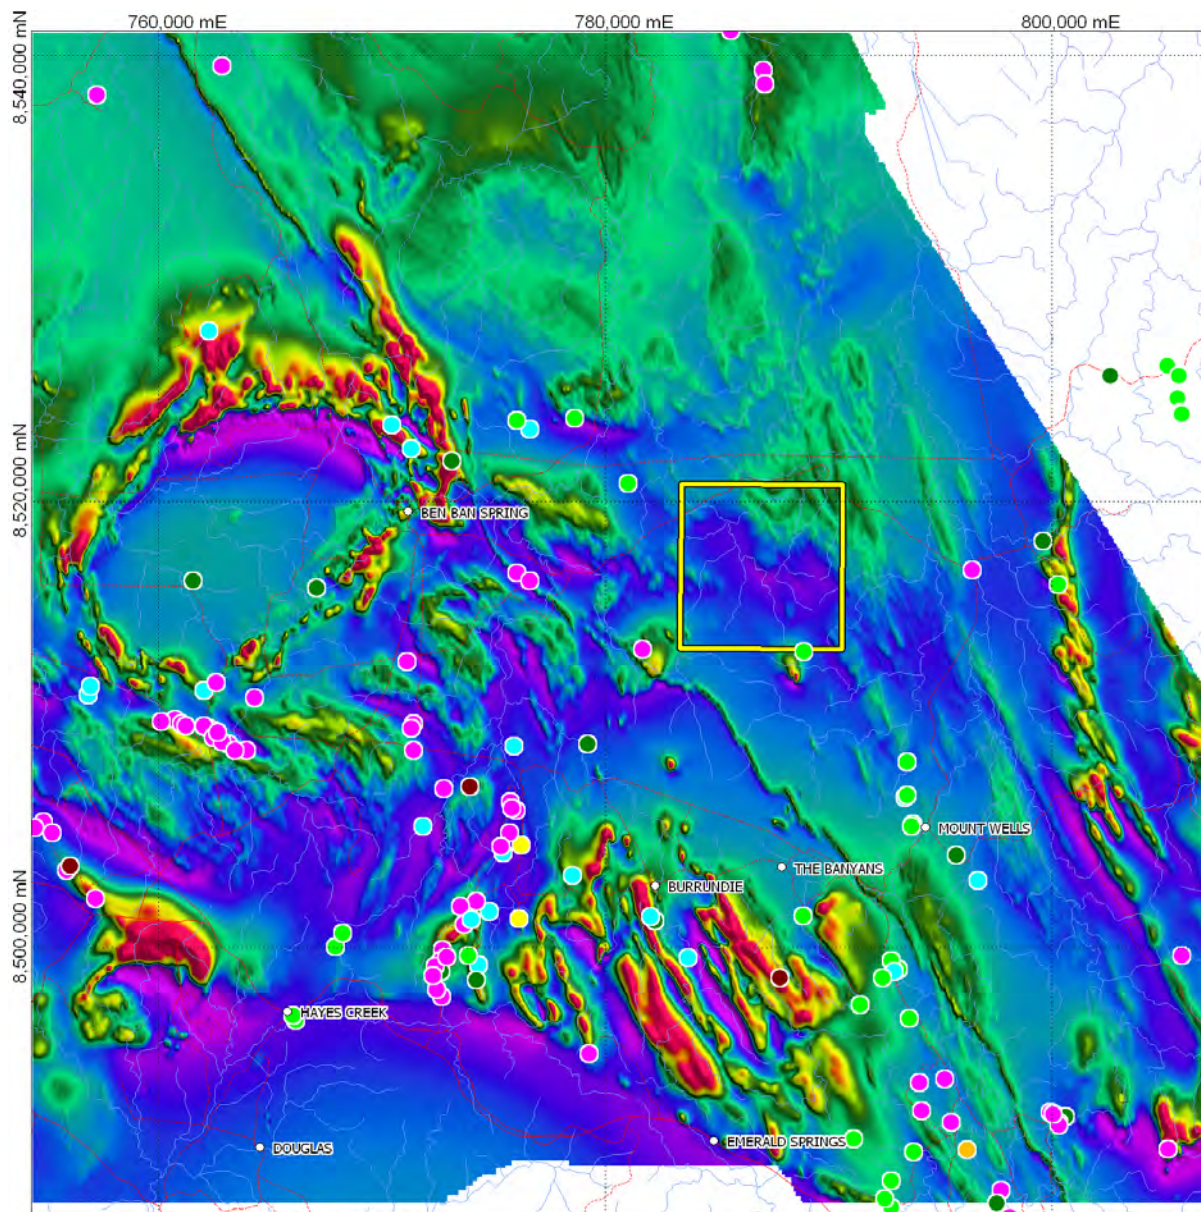 760,000 mE
780,000 mE
800,000 mE
8,540,000 mN
8,520,000 mN
BEN BAN SPRING
MOUNT WELLS
THE BANYANS
BURRUNDIE
8,500,000 mN
HAYES CREEK
EMERALD SPRINGS
DOUGLAS